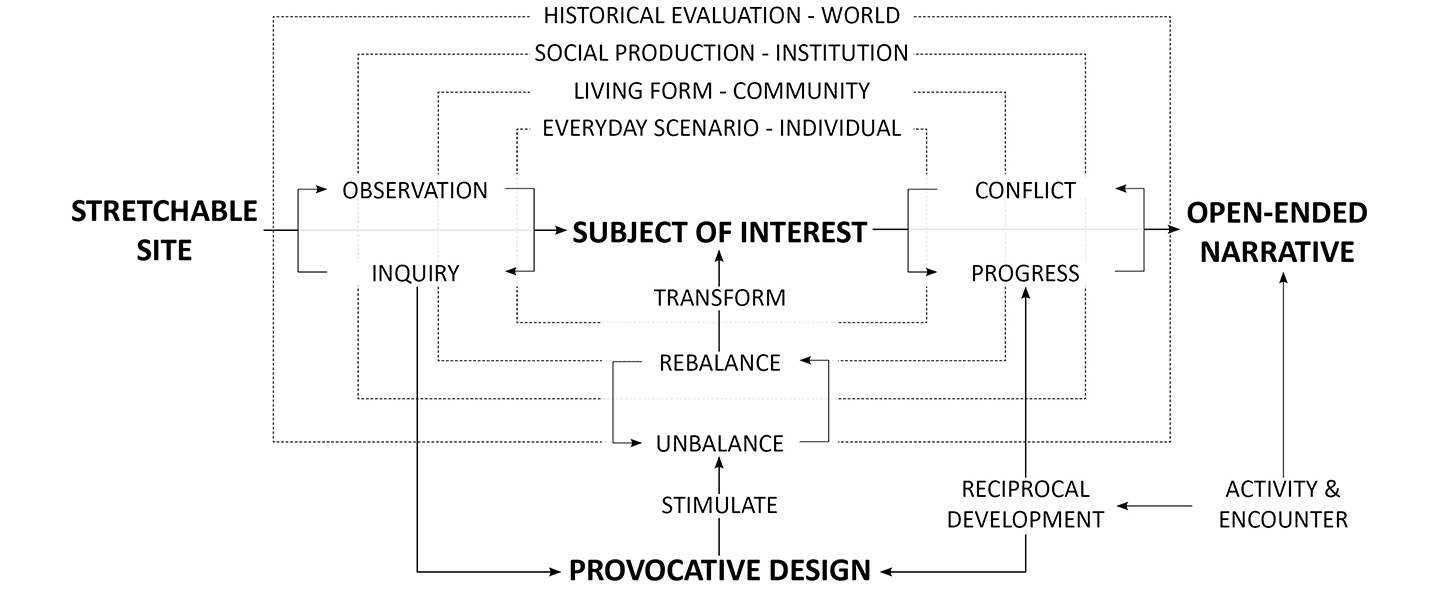 HISTORICAL EVALUATION - WORLD
SOCIAL PRODUCTION - INSTITUTION
LIVING FORM - COMMUNITY
EVERYDAY SCENARIO - INDIVIDUAL
OBSERVATION
CONFLICT
STRETCHABLE
SITE
SUBJECT OF INTEREST
OPEN-ENDED
NARRATIVE
INQUIRY
PROGRESS
TRANSFORM
REBALANCE
UNBALANCE
STIMULATE
RECIPROCAL
DEVELOPMENT
ACTIVITY &
ENCOUNTER
PROVOCATIVE DESIGN